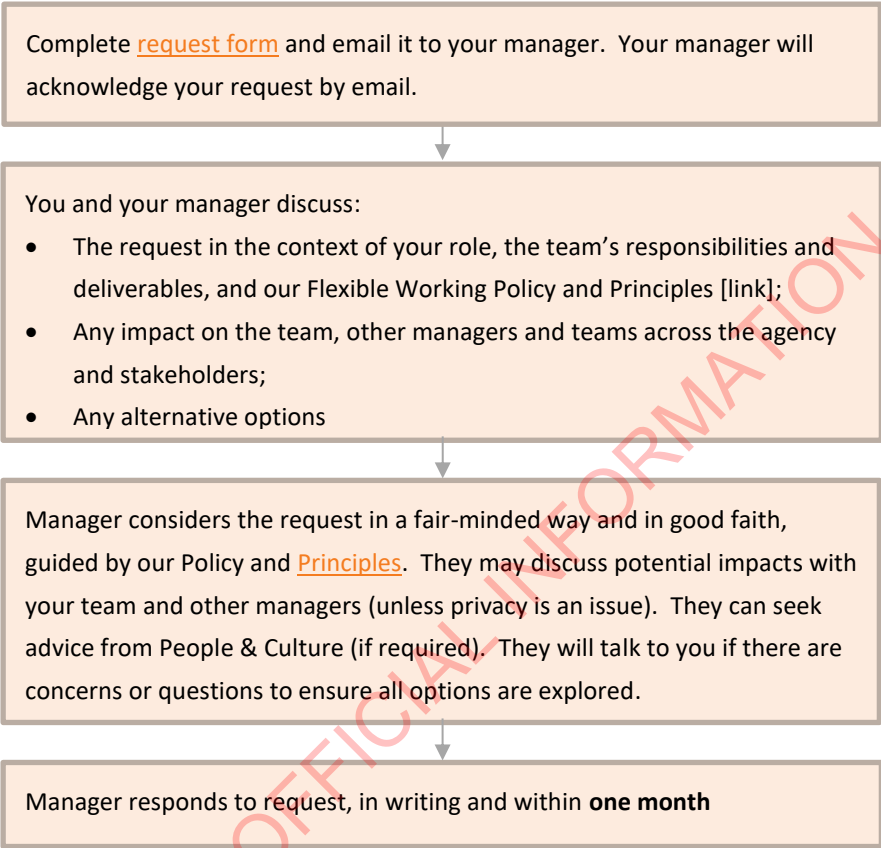 Complete request form and email it to your manager.  Your manager will
acknowledge your request by email.
You and your manager discuss:
• The request in the context of your role, the team’s responsibilities and
deliverables, and our Flexible Working Policy and Principles [link];
• Any impact on the team, other managers and teams across the agency
and stakeholders;
• Any alternative options
Manager considers the request in a fair-minded way and in good faith,
guided by our Policy and Principles.  They may discuss potential impacts with
your team and other managers (unless privacy is an issue).  They can seek
advice from People & Culture (if required).  They will talk to you if there are
concerns or questions to ensure all options are explored.
Manager responds to request, in writing and within one month
OFFICIAL INFORMATION